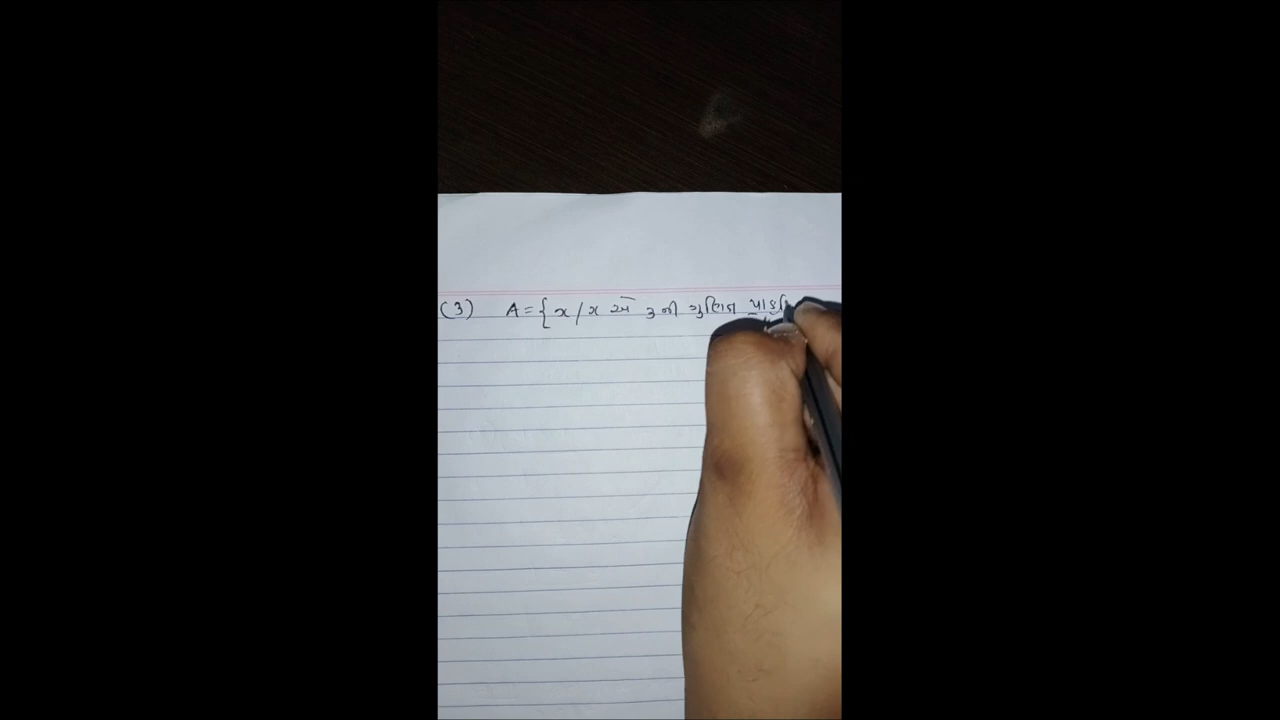 (3) A = { x / x એ 3 ની ગુણિત